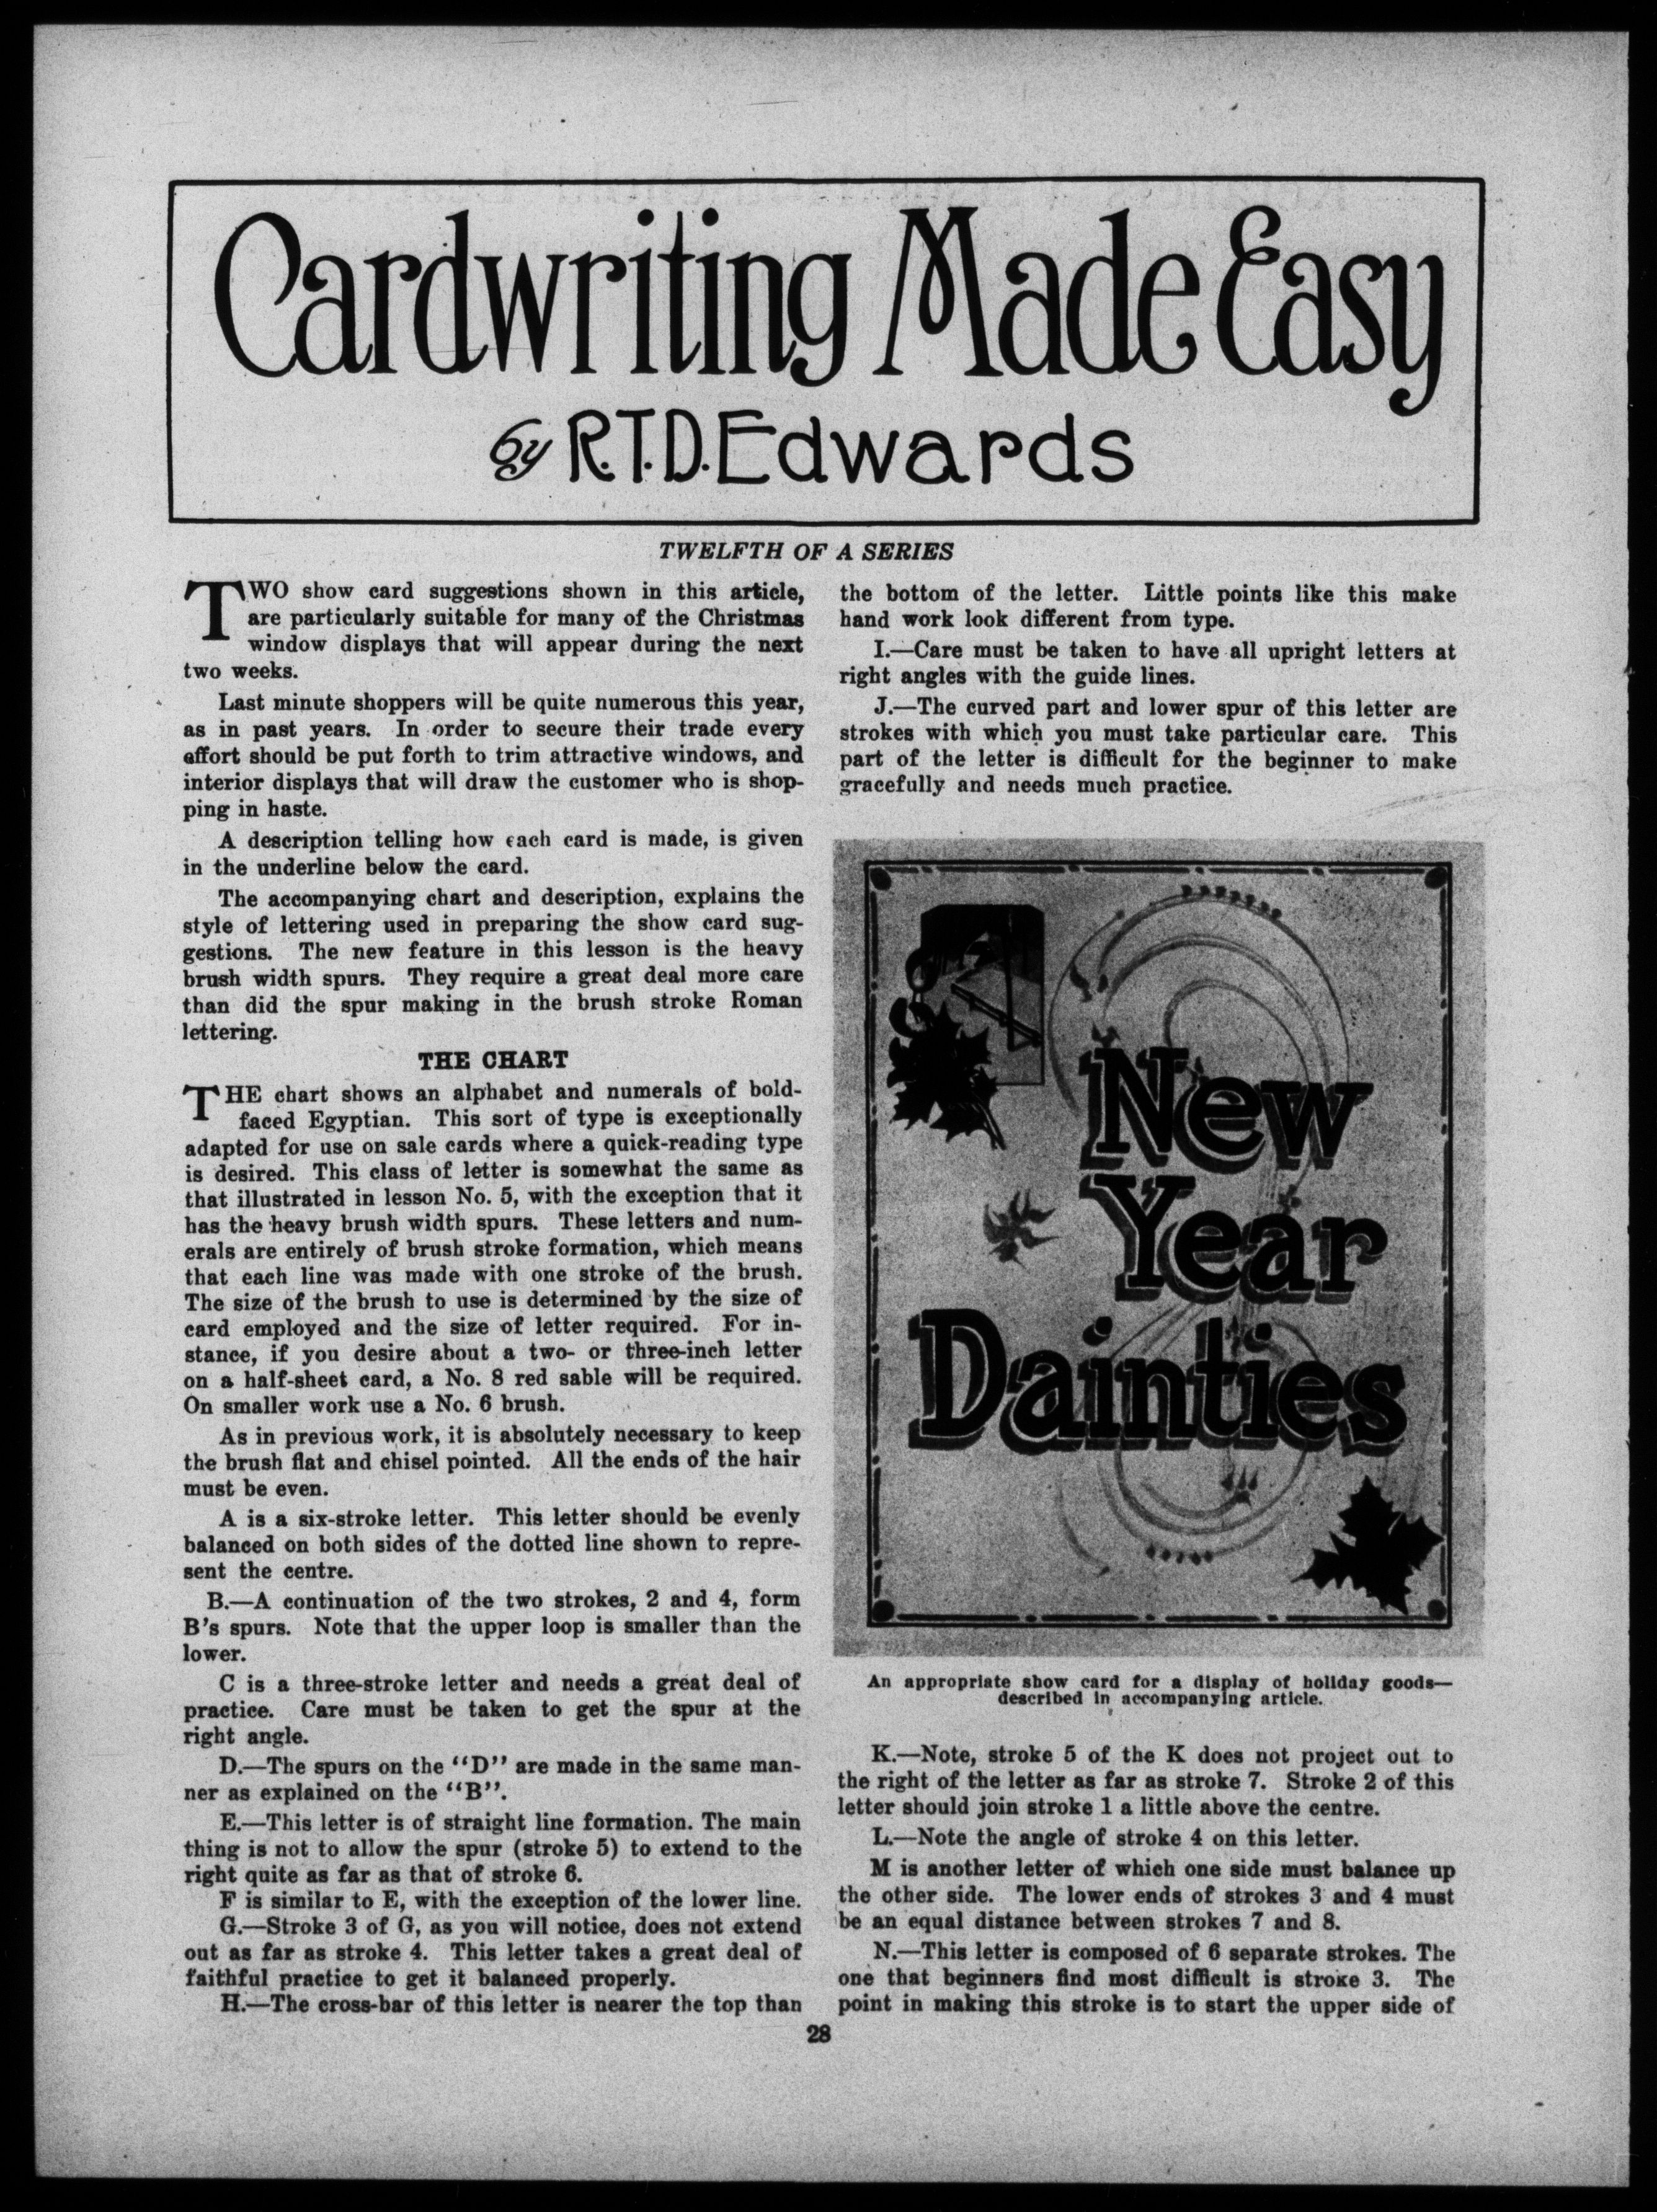 Cardwriting Made Easy
by R.T.D. Edwards
TWELFTH OF A SERIES
TWO show card suggestions shown in this article,
are particularly suitable for many of the Christmas
window displays that will appear during the next
two weeks.
Last minute shoppers will be quite numerous this year,
as in past years. In order to secure their trade every
effort should be put forth to trim attractive windows, and
interior displays that will draw the customer who is shop-
ping in haste.
A description telling how each card is made, is given
in the underline below the card.
The accompanying chart and description, explains the
style of lettering used in preparing the show card sug-
gestions. The new feature in this lesson is the heavy
brush width spurs. They require a great deal more care
than did the spur making in the brush stroke Roman
lettering.
THE CHART
THE chart shows an alphabet and numerals of bold-
faced Egyptian. This sort of type is exceptionally
adapted for use on sale cards where a quick-reading type
is desired. This class of letter is somewhat the same as
that illustrated in lesson No. 5, with the exception that it
has the heavy brush width spurs. These letters and num-
erals are entirely of brush stroke formation, which means
that each line was made with one stroke of the brush.
The size of the brush to use is determined by the size of
card employed and the size of letter required. For in-
stance, if you desire about a two- or three-inch letter
on a half-sheet card, a No. 8 red sable will be required.
On smaller work use a No. 6 brush.
As in previous work, it is absolutely necessary to keep
the brush flat and chisel pointed. All the ends of the hair
must be even.
A is a six-stroke letter. This letter should be evenly
balanced on both sides of the dotted line shown to repre-
sent the centre.
B.—A continuation of the two strokes, 2 and 4, form
B's spurs. Note that the upper loop is smaller than the
lower.
C is a three-stroke letter and needs a great deal of
practice. Care must be taken to get the spur at the
right angle.
D.—The spurs on the "D" are made in the same man-
ner as explained on the "B".
E.—This letter is of straight line formation. The main
thing is not to allow the spur (stroke 5) to extend to the
right quite as far as that of stroke 6.
F is similar to E, with the exception of the lower line.
G.—Stroke 3 of G, as you will notice, does not extend
out as far as stroke 4. This letter takes a great deal of
faithful practice to get it balanced properly.
H.—The cross-bar of this letter is nearer the top than
the bottom of the letter. Little points like this make
hand work look different from type.
I.—Care must be taken to have all upright letters at
right angles with the guide lines.
J.—The curved part and lower spur of this letter are
strokes with which you must take particular care. This
part of the letter is difficult for the beginner to make
gracefully and needs much practice.
New
Year
Dainties
An appropriate show card for a display of holiday goods—
described in accompanying article.
K.—Note, stroke 5 of the K does not project out to
the right of the letter as far as stroke 7. Stroke 2 of this
letter should join stroke 1 a little above the centre.
L.—Note the angle of stroke 4 on this letter.
M is another letter of which one side must balance up
the other side. The lower ends of strokes 3 and 4 must
be an equal distance between strokes 7 and 8.
N.—This letter is composed of 6 separate strokes. The
one that beginners find most difficult is stroke 3. The
point in making this stroke is to start the upper side of
28